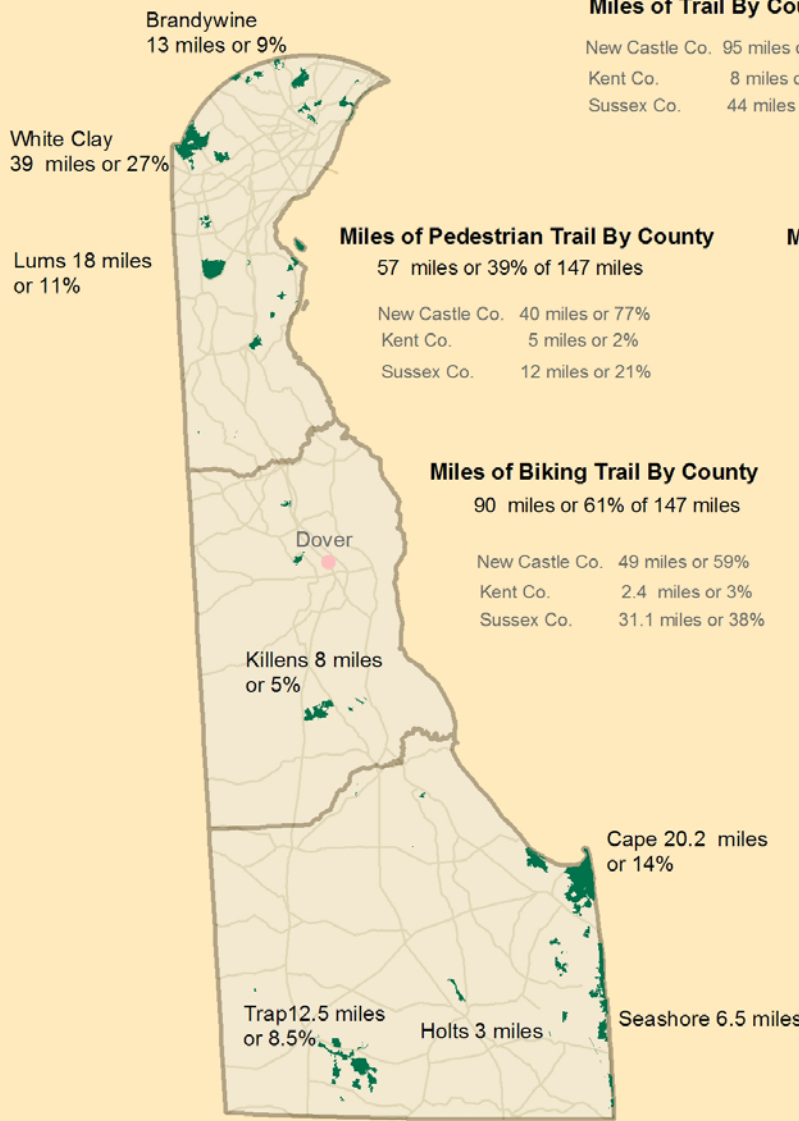 Miles of Trail By Cou
New Castle Co. 95 miles o
Kent Co. 8 miles o
Sussex Co. 44 miles
Brandywine
13 miles or 9%
White Clay
39 miles or 27%
Lums 18 miles
or 11%
Miles of Pedestrian Trail By County
57 miles or 39% of 147 miles
New Castle Co. 40 miles or 77%
Kent Co. 5 miles or 2%
Sussex Co. 12 miles or 21%
M
Miles of Biking Trail By County
90 miles or 61% of 147 miles
New Castle Co. 49 miles or 59%
Kent Co. 2.4 miles or 3%
Sussex Co. 31.1 miles or 38%
Dover
Killens 8 miles
or 5%
Cape 20.2 miles
or 14%
Trap12.5 miles
or 8.5%
Holts 3 miles
Seashore 6.5 miles